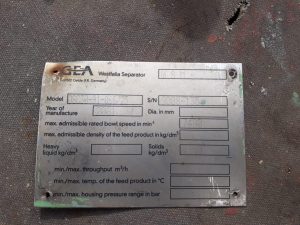 GEA Westfalia Separator
Model S/N
Year of
manufacture Dia. in mm
max. admissible rated bowl speed in min
max. admissible density of the feed product in kg/dm³
Heavy
liquid kg/dm³ Solids
kg/dm³
min./max. throughput m³/h
min./max. temp. of the feed product in °C
min./max. housing pressure range in bar